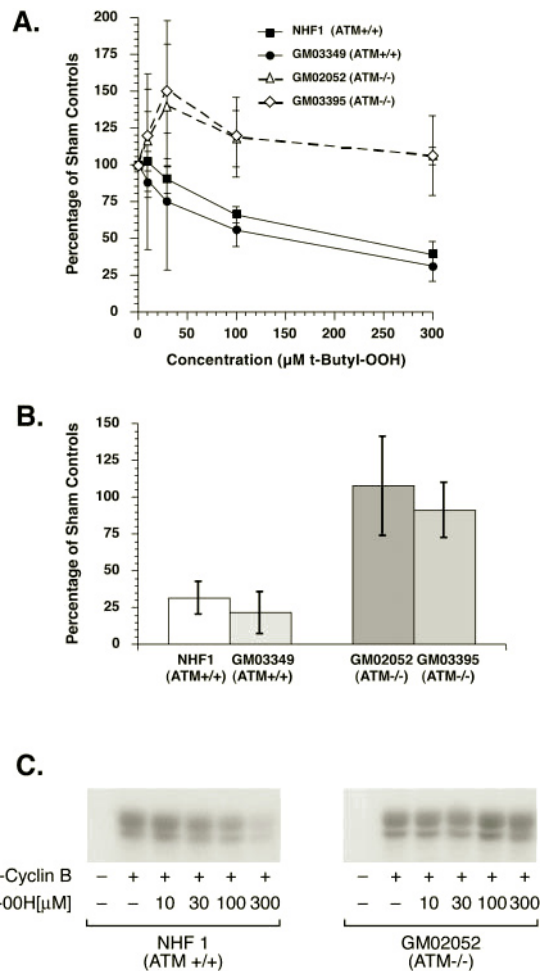 A.
Percentage of Sham Controls
200
175
150
125
100
75
50
25
0
0 50 100 150 200 250 300
Concentration (µM t-Butyl-OOH)
NHF1 (ATM+/+)
GM03349 (ATM+/+)
GM02052 (ATM-/-)
GM03395 (ATM-/-)
B.
Percentage of Sham Controls
150
125
100
75
50
25
0
NHF1 GM03349 GM02052 GM03395
(ATM+/+) (ATM+/+) (ATM-/-) (ATM-/-)
C.
-Cyclin B – + + + + + – + + + + +
-00H[µM] – – 10 30 100 300 – – 10 30 100 300
NHF 1 GM02052
(ATM +/+) (ATM-/-)